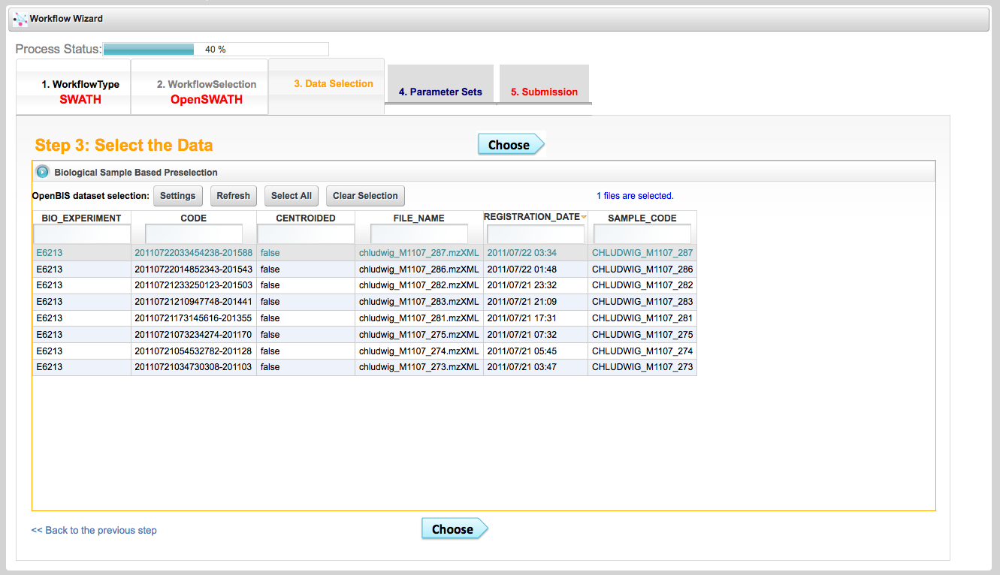 Workflow Wizard
Process Status: 40 %
1. WorkflowType 2. WorkflowSelection 3. Data Selection 4. Parameter Sets 5. Submission
SWATH OpenSWATH
Step 3: Select the Data Choose
Biological Sample Based Preselection
OpenBIS dataset selection: Settings Refresh Select All Clear Selection 1 files are selected.
BIO_EXPERIMENT CODE CENTROIDED FILE_NAME REGISTRATION_DATE SAMPLE_CODE
E6213 20110722033454238-201588 false chludwig_M1107_287.mzXML 2011/07/22 03:34 CHLUDWIG_M1107_287
E6213 20110722014852343-201543 false chludwig_M1107_286.mzXML 2011/07/22 01:48 CHLUDWIG_M1107_286
E6213 20110721233250123-201503 false chludwig_M1107_282.mzXML 2011/07/21 23:32 CHLUDWIG_M1107_282
E6213 20110721210947748-201441 false chludwig_M1107_283.mzXML 2011/07/21 21:09 CHLUDWIG_M1107_283
E6213 20110721173145616-201355 false chludwig_M1107_281.mzXML 2011/07/21 17:31 CHLUDWIG_M1107_281
E6213 20110721073234274-201170 false chludwig_M1107_275.mzXML 2011/07/21 07:32 CHLUDWIG_M1107_275
E6213 20110721054532782-201128 false chludwig_M1107_274.mzXML 2011/07/21 05:45 CHLUDWIG_M1107_274
E6213 20110721034730308-201103 false chludwig_M1107_273.mzXML 2011/07/21 03:47 CHLUDWIG_M1107_273
<< Back to the previous step Choose